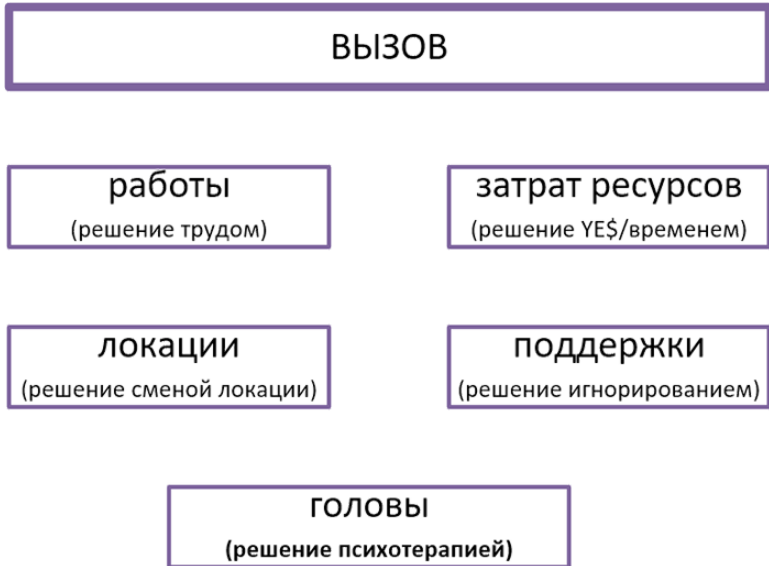 ВЫЗОВ
работы
(решение трудом)
затрат ресурсов
(решение YE$/временем)
локации
(решение сменой локации)
поддержки
(решение игнорированием)
головы
(решение психотерапией)